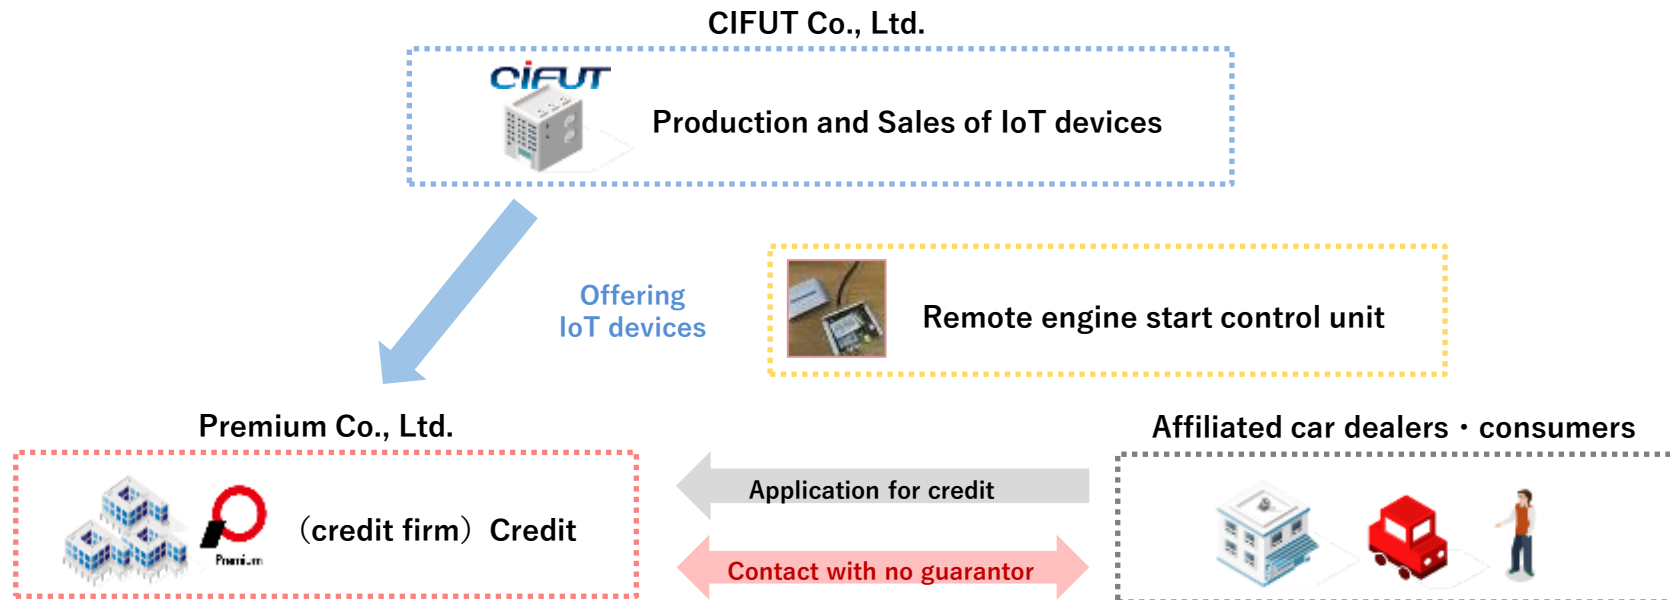 CIFUT Co., Ltd.
CIFUT
Production and Sales of IoT devices
Offering
IoT devices
Remote engine start control unit
Premium Co., Ltd.
Affiliated car dealers・consumers
Application for credit
Premium
（credit firm）Credit
Contact with no guarantor